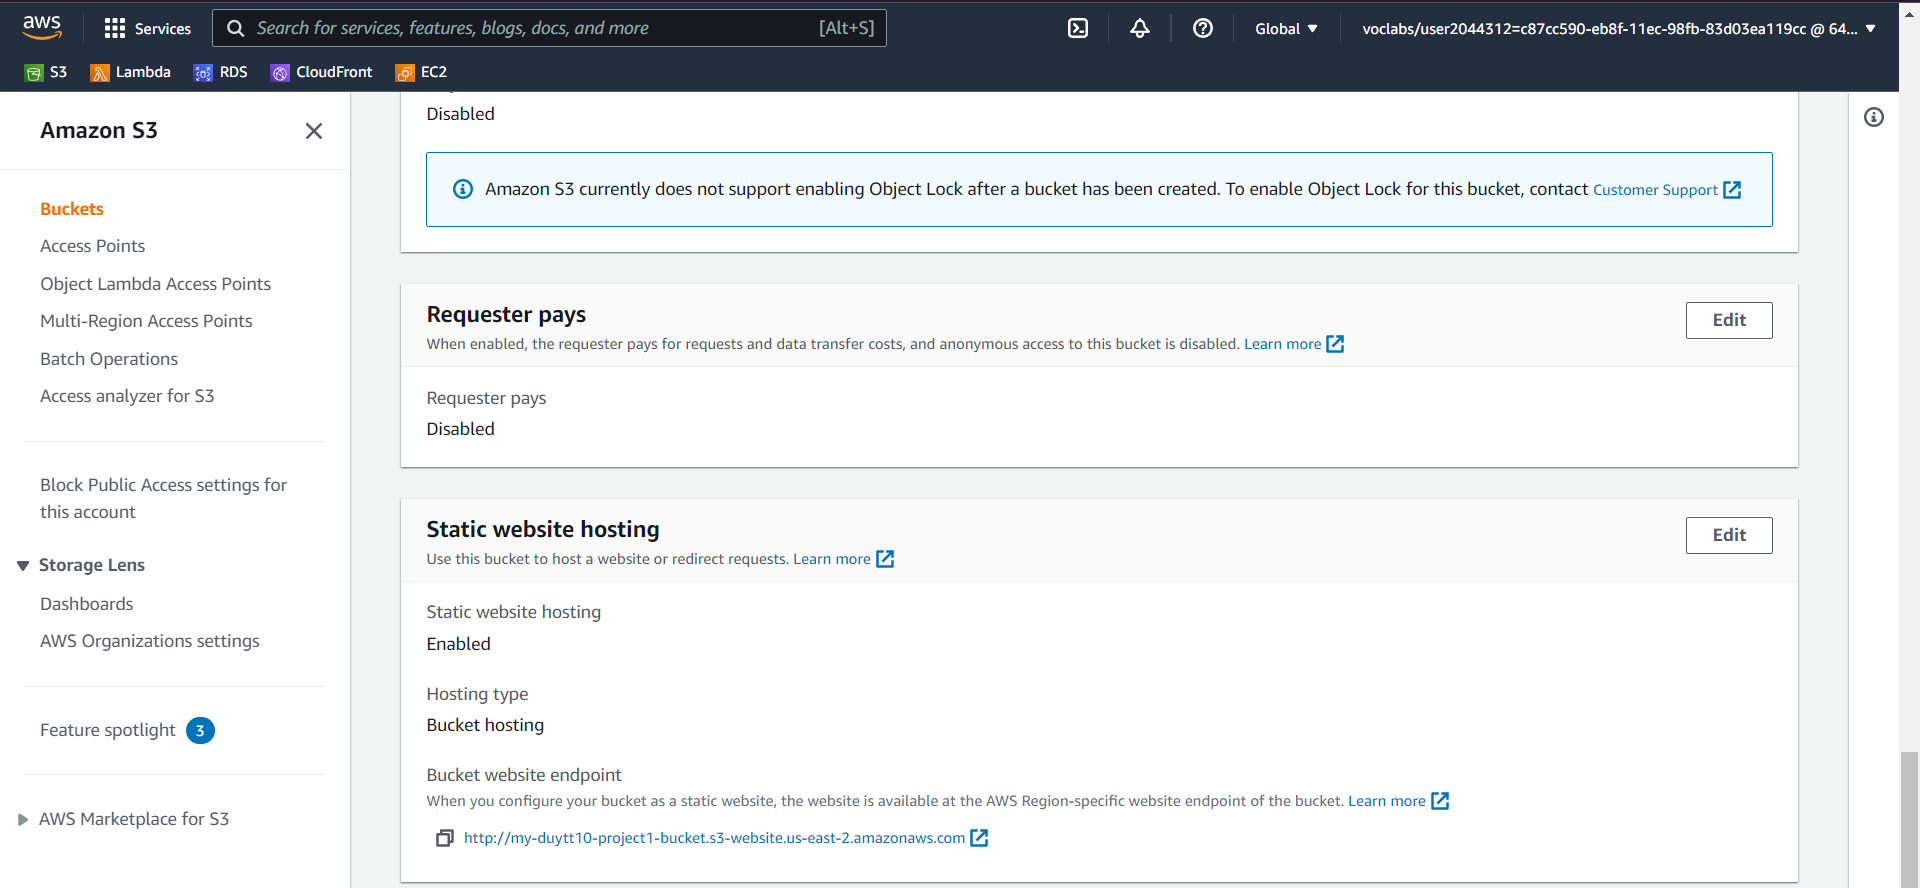 aws
Services
Search for services, features, blogs, docs, and more
[Alt+S]
Global
voclabs/user2044312=c87cc590-eb8f-11ec-98fb-83d03ea119cc @ 64...
S3
Lambda
RDS
CloudFront
EC2
Amazon S3
Buckets
Access Points
Object Lambda Access Points
Multi-Region Access Points
Batch Operations
Access analyzer for S3
Block Public Access settings for
this account
Storage Lens
Dashboards
AWS Organizations settings
Feature spotlight 3
AWS Marketplace for S3
Disabled
Amazon S3 currently does not support enabling Object Lock after a bucket has been created. To enable Object Lock for this bucket, contact Customer Support
Requester pays
Edit
When enabled, the requester pays for requests and data transfer costs, and anonymous access to this bucket is disabled. Learn more
Requester pays
Disabled
Static website hosting
Edit
Use this bucket to host a website or redirect requests. Learn more
Static website hosting
Enabled
Hosting type
Bucket hosting
Bucket website endpoint
When you configure your bucket as a static website, the website is available at the AWS Region-specific website endpoint of the bucket. Learn more
http://my-duytt10-project1-bucket.s3-website.us-east-2.amazonaws.com